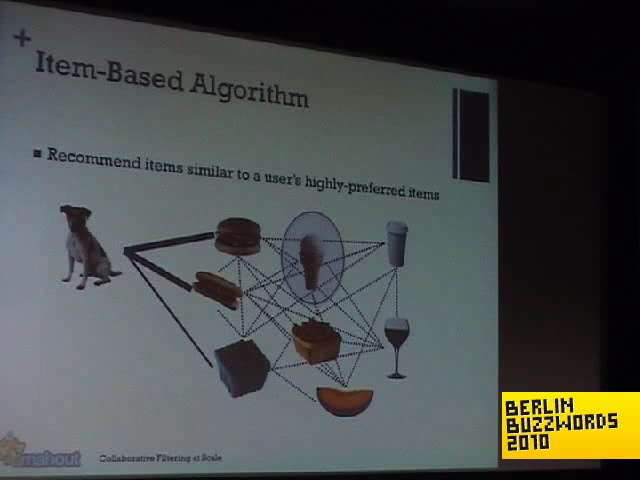 +
Item-Based Algorithm
Recommend items similar to a user's highly-preferred items
mahout
Collaborative Filtering at Scale
BERLIN
BUZZWORDS
2010